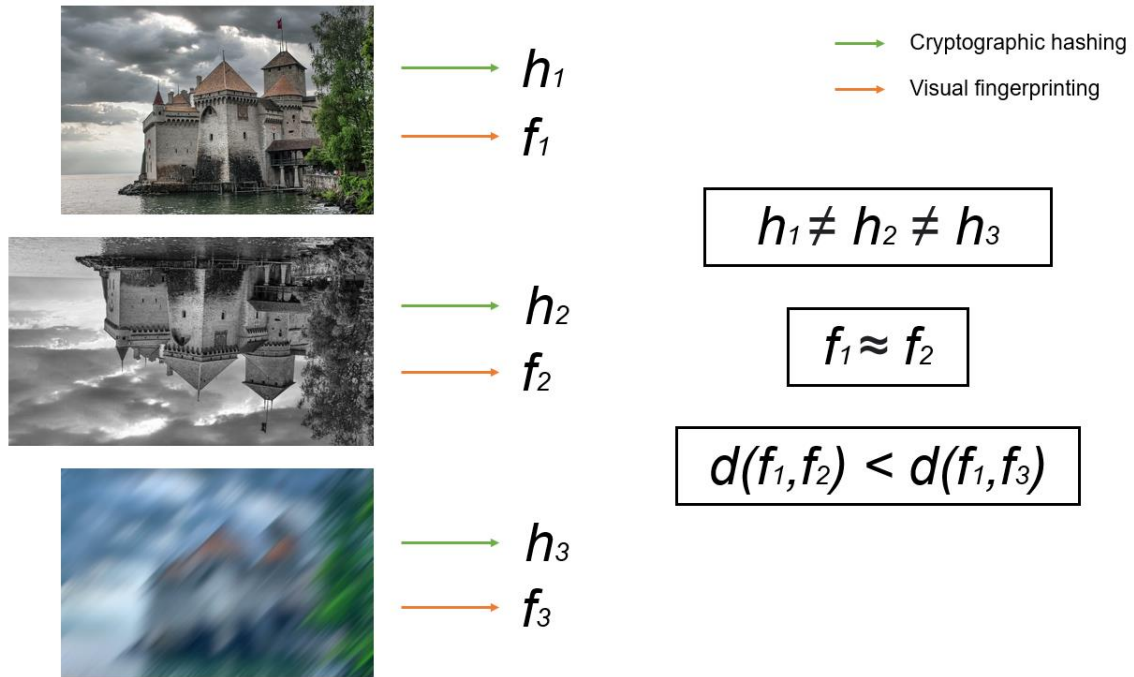 h₁
f₁
h₂
f₂
h₃
f₃
Cryptographic hashing
Visual fingerprinting
h₁ ≠ h₂ ≠ h₃
f₁ ≈ f₂
d(f₁,f₂) < d(f₁,f₃)